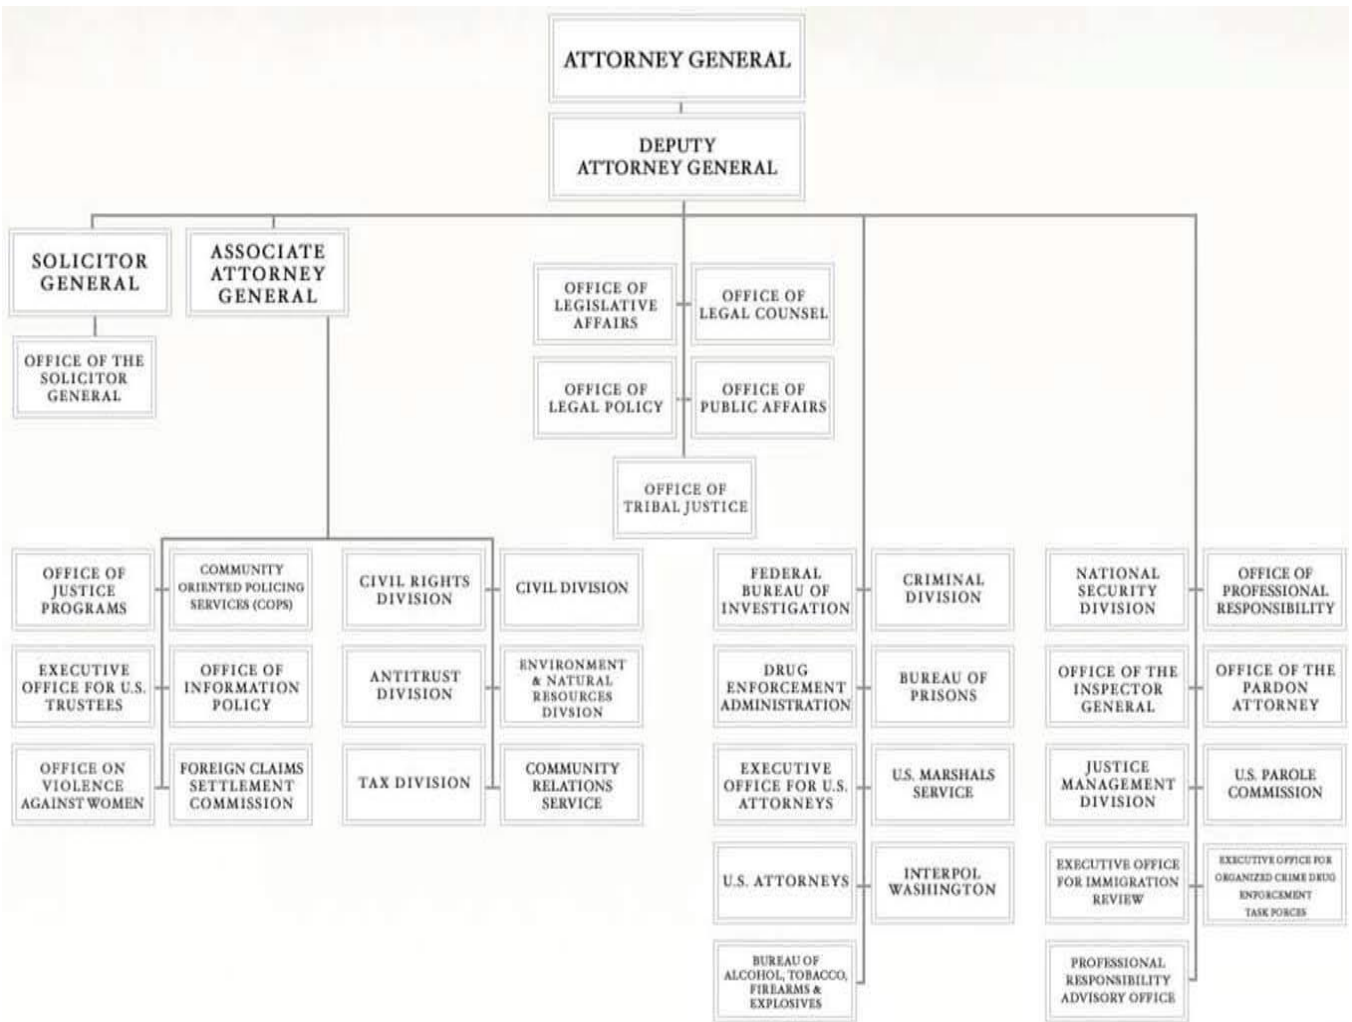 ATTORNEY GENERAL
DEPUTY
ATTORNEY GENERAL
SOLICITOR
GENERAL
ASSOCIATE
ATTORNEY
GENERAL
OFFICE OF THE
SOLICITOR
GENERAL
OFFICE OF
LEGISLATIVE
AFFAIRS
OFFICE OF
LEGAL COUNSEL
OFFICE OF
LEGAL POLICY
OFFICE OF
PUBLIC AFFAIRS
OFFICE OF
TRIBAL JUSTICE
OFFICE OF
JUSTICE
PROGRAMS
COMMUNITY
ORIENTED POLICING
SERVICES (COPS)
CIVIL RIGHTS
DIVISION
CIVIL DIVISION
FEDERAL
BUREAU OF
INVESTIGATION
CRIMINAL
DIVISION
NATIONAL
SECURITY
DIVISION
OFFICE OF
PROFESSIONAL
RESPONSIBILITY
EXECUTIVE
OFFICE FOR U.S.
TRUSTEES
OFFICE OF
INFORMATION
POLICY
ANTITRUST
DIVISION
ENVIRONMENT
& NATURAL
RESOURCES
DIVSION
DRUG
ENFORCEMENT
ADMINISTRATION
BUREAU OF
PRISONS
OFFICE OF THE
INSPECTOR
GENERAL
OFFICE OF THE
PARDON
ATTORNEY
OFFICE ON
VIOLENCE
AGAINST WOMEN
FOREIGN CLAIMS
SETTLEMENT
COMMISSION
TAX DIVISION
COMMUNITY
RELATIONS
SERVICE
EXECUTIVE
OFFICE FOR U.S.
ATTORNEYS
U.S. MARSHALS
SERVICE
JUSTICE
MANAGEMENT
DIVISION
U.S. PAROLE
COMMISSION
U.S. ATTORNEYS
INTERPOL
WASHINGTON
EXECUTIVE OFFICE
FOR IMMIGRATION
REVIEW
EXECUTIVE OFFICE FOR
ORGANIZED CRIME DRUG
ENFORCEMENT
TASK FORCES
BUREAU OF
ALCOHOL, TOBACCO,
FIREARMS &
EXPLOSIVES
PROFESSIONAL
RESPONSIBILITY
ADVISORY OFFICE